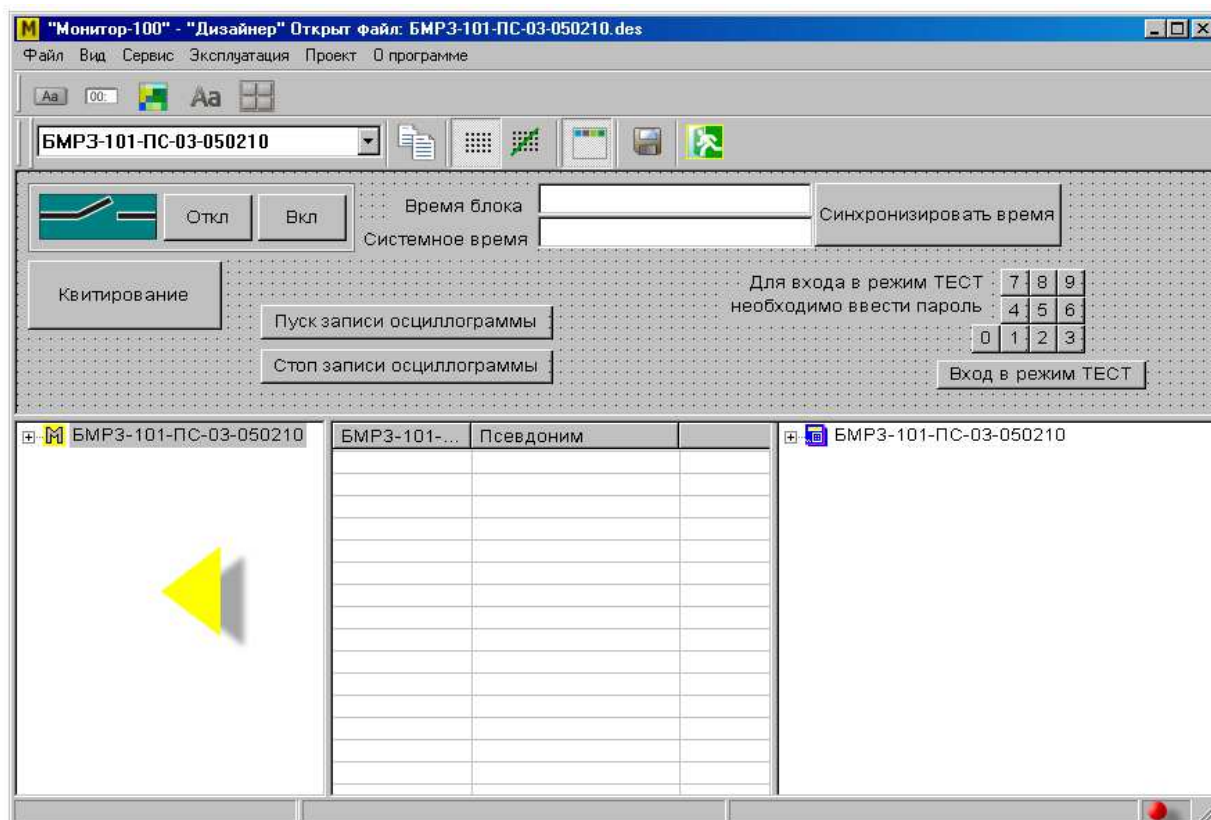 "Монитор-100" - "Дизайнер" Открыт файл: БМРЗ-101-ПС-03-050210.des
Файл Вид Сервис Эксплуатация Проект О программе
Aa 00: Aa
БМРЗ-101-ПС-03-050210
Откл Вкл
Время блока
Системное время
Синхронизировать время
Квитирование
Пуск записи осциллограммы
Стоп записи осциллограммы
Для входа в режим ТЕСТ
необходимо ввести пароль
7 8 9
4 5 6
0 1 2 3
Вход в режим ТЕСТ
БМРЗ-101-ПС-03-050210
БМРЗ-101-... Псевдоним
БМРЗ-101-ПС-03-050210